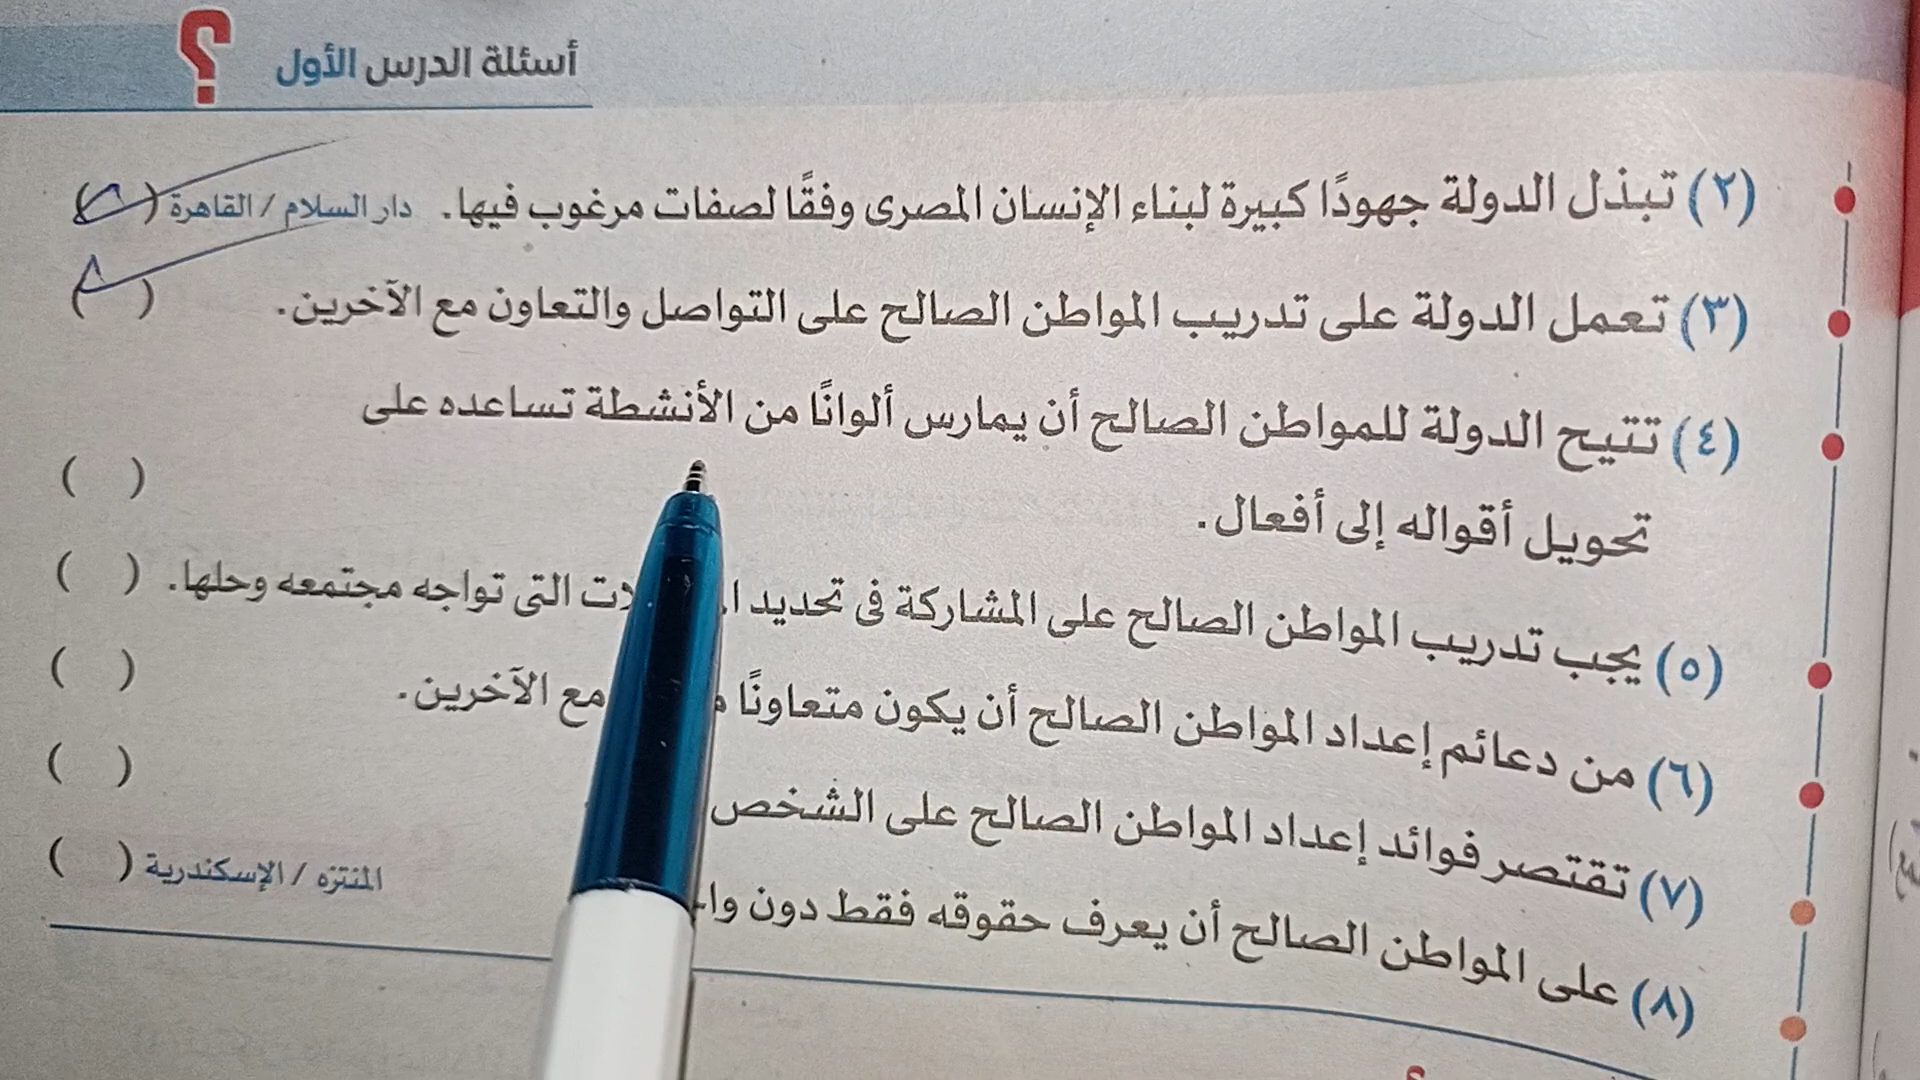 أسئلة الدرس الأول ؟
(٢) تبذل الدولة جهودًا كبيرة لبناء الإنسان المصرى وفقًا لصفات مرغوب فيها. دار السلام / القاهرة ( )
(٣) تعمل الدولة على تدريب المواطن الصالح على التواصل والتعاون مع الآخرين. ( )
(٤) تتيح الدولة للمواطن الصالح أن يمارس ألوانًا من الأنشطة تساعده على
تحويل أقواله إلى أفعال. ( )
(٥) يجب تدريب المواطن الصالح على المشاركة فى تحديد التى تواجه مجتمعه وحلها. ( )
(٦) من دعائم إعداد المواطن الصالح أن يكون متعاونًا مع الآخرين. ( )
(٧) تقتصر فوائد إعداد المواطن الصالح على الشخص ( )
(٨) على المواطن الصالح أن يعرف حقوقه فقط دون المنتزه / الإسكندرية ( )